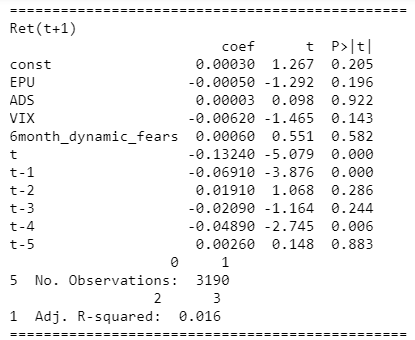 Ret(t+1)
coef t P>|t|
const 0.00030 1.267 0.205
EPU -0.00050 -1.292 0.196
ADS 0.00003 0.098 0.922
VIX -0.00620 -1.465 0.143
6month_dynamic_fears 0.00060 0.551 0.582
t -0.13240 -5.079 0.000
t-1 -0.06910 -3.876 0.000
t-2 0.01910 1.068 0.286
t-3 -0.02090 -1.164 0.244
t-4 -0.04890 -2.745 0.006
t-5 0.00260 0.148 0.883
0 1
5 No. Observations: 3190
2 3
1 Adj. R-squared: 0.016